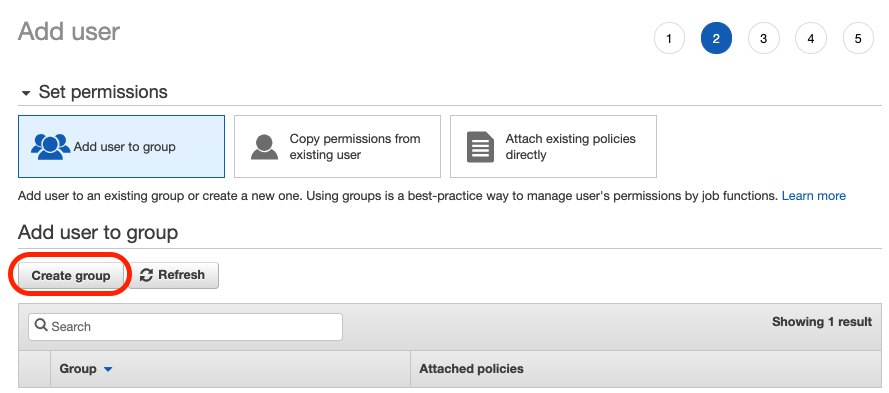 Add user
1 2 3 4 5
Set permissions
Add user to group
Copy permissions from
existing user
Attach existing policies
directly
Add user to an existing group or create a new one. Using groups is a best-practice way to manage user's permissions by job functions. Learn more
Add user to group
Create group Refresh
Search Showing 1 result
Group Attached policies